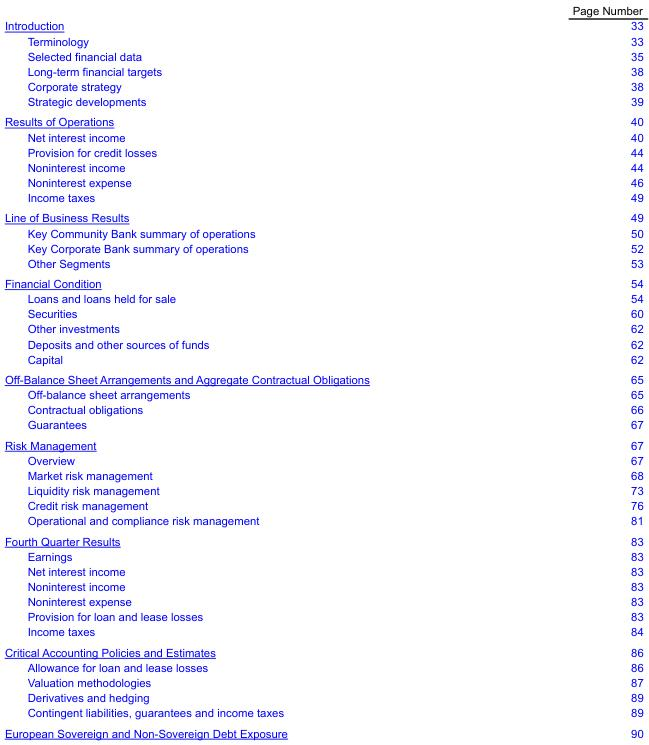 Page Number
Introduction 33
Terminology 33
Selected financial data 35
Long-term financial targets 38
Corporate strategy 38
Strategic developments 39
Results of Operations 40
Net interest income 40
Provision for credit losses 44
Noninterest income 44
Noninterest expense 46
Income taxes 49
Line of Business Results 49
Key Community Bank summary of operations 50
Key Corporate Bank summary of operations 52
Other Segments 53
Financial Condition 54
Loans and loans held for sale 54
Securities 60
Other investments 62
Deposits and other sources of funds 62
Capital 62
Off-Balance Sheet Arrangements and Aggregate Contractual Obligations 65
Off-balance sheet arrangements 65
Contractual obligations 66
Guarantees 67
Risk Management 67
Overview 67
Market risk management 68
Liquidity risk management 73
Credit risk management 76
Operational and compliance risk management 81
Fourth Quarter Results 83
Earnings 83
Net interest income 83
Noninterest income 83
Noninterest expense 83
Provision for loan and lease losses 83
Income taxes 84
Critical Accounting Policies and Estimates 86
Allowance for loan and lease losses 86
Valuation methodologies 87
Derivatives and hedging 89
Contingent liabilities, guarantees and income taxes 89
European Sovereign and Non-Sovereign Debt Exposure 90